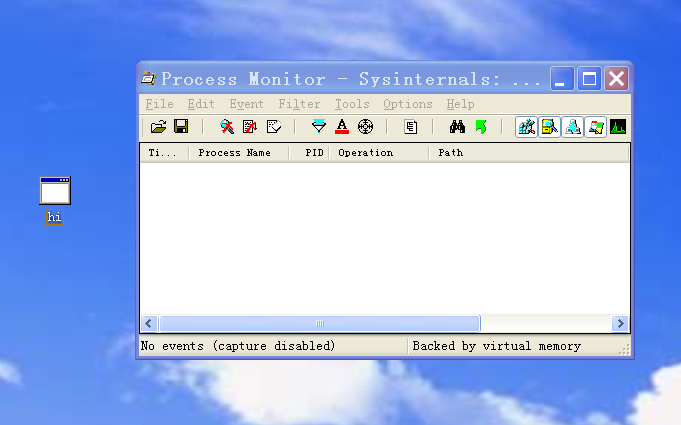 Process Monitor - Sysinternals: ...
File Edit Event Filter Tools Options Help
Ti... Process Name PID Operation Path
hi
No events (capture disabled) Backed by virtual memory